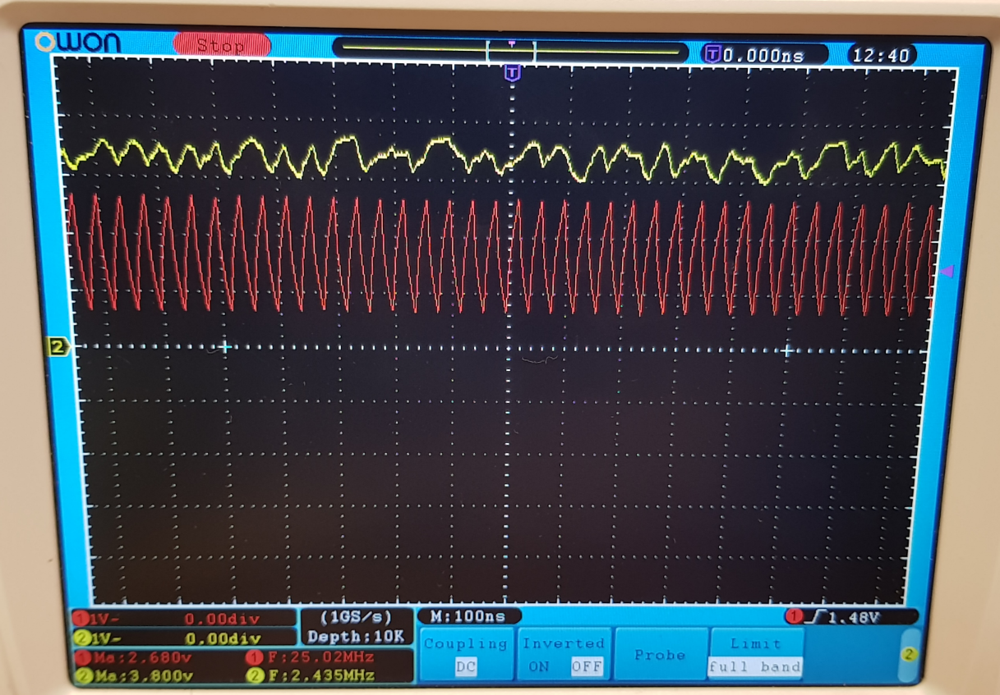 OWON Stop T 0.000ns 12:40
T
2
1 1V~ 0.00div (1GS/s) M:100ns 1 1.48V
2 1V~ 0.00div Depth:10K
Coupling Inverted Probe Limit
DC ON OFF full band 2
1 Ma:2.680v 1 F:25.02MHz
2 Ma:3.800v 2 F:2.435MHz